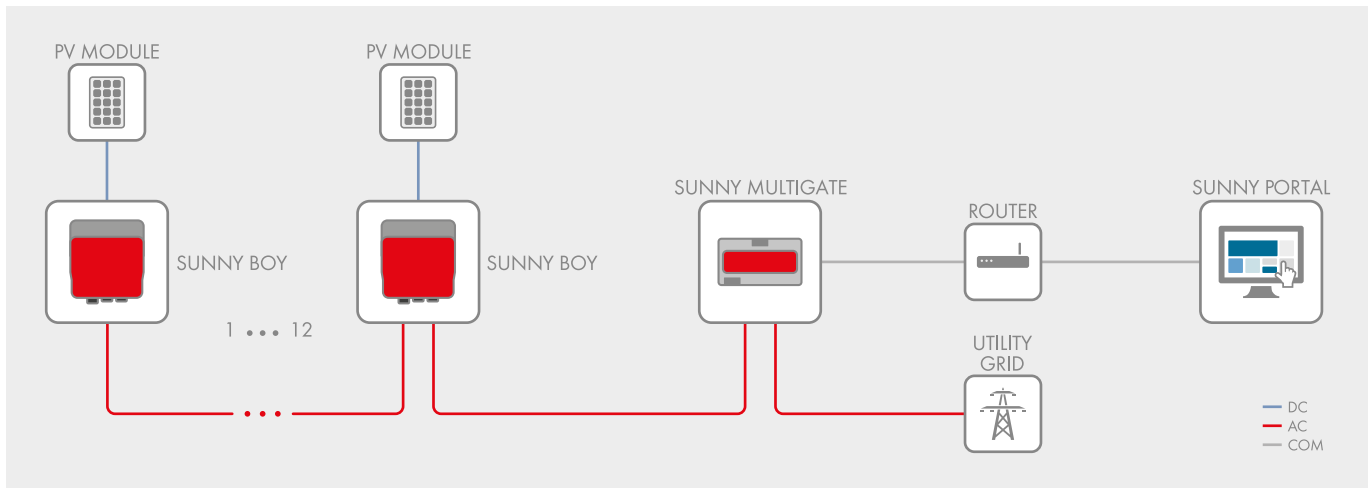 PV MODULE
PV MODULE
SUNNY BOY
SUNNY BOY
1 ... 12
SUNNY MULTIGATE
ROUTER
SUNNY PORTAL
UTILITY
GRID
DC
AC
COM